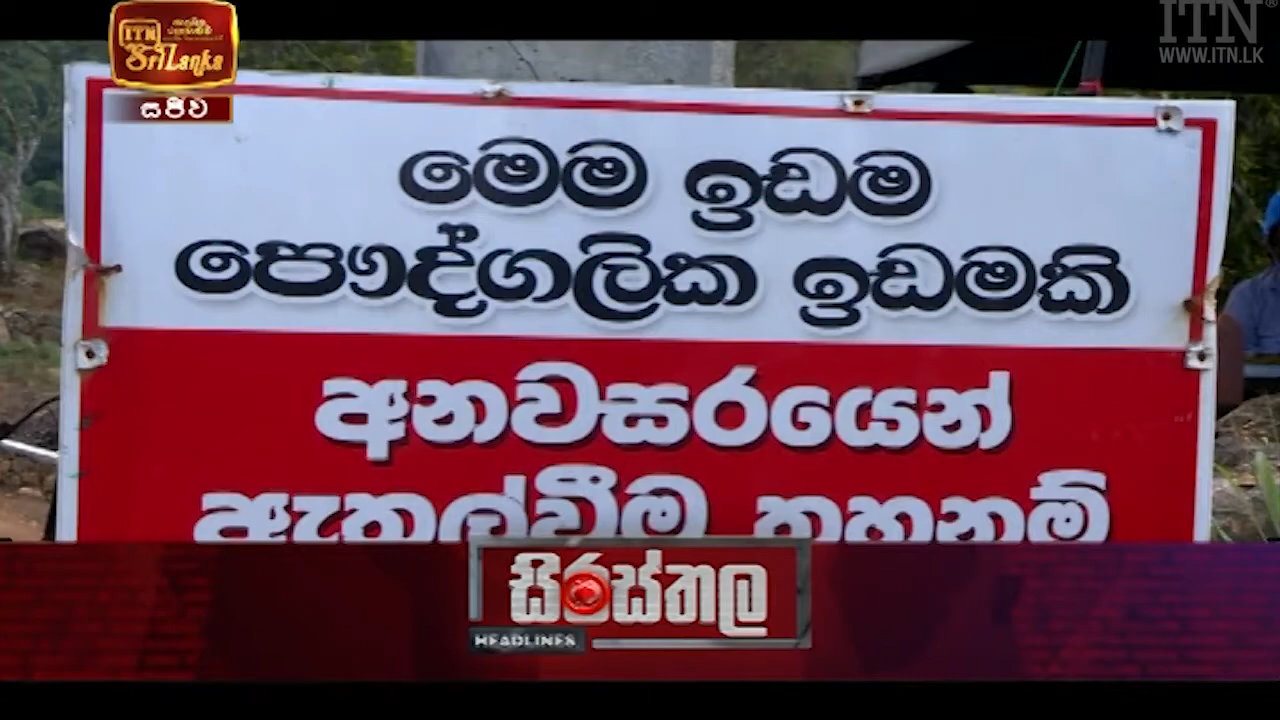 ITN
Sri Lanka
සජීව
ITN
WWW.ITN.LK
මෙම ඉඩම
පෞද්ගලික ඉඩමකි
අනවසරයෙන්
ඇතුල්වීම තහනම්
සිරස්තල
HEADLINES